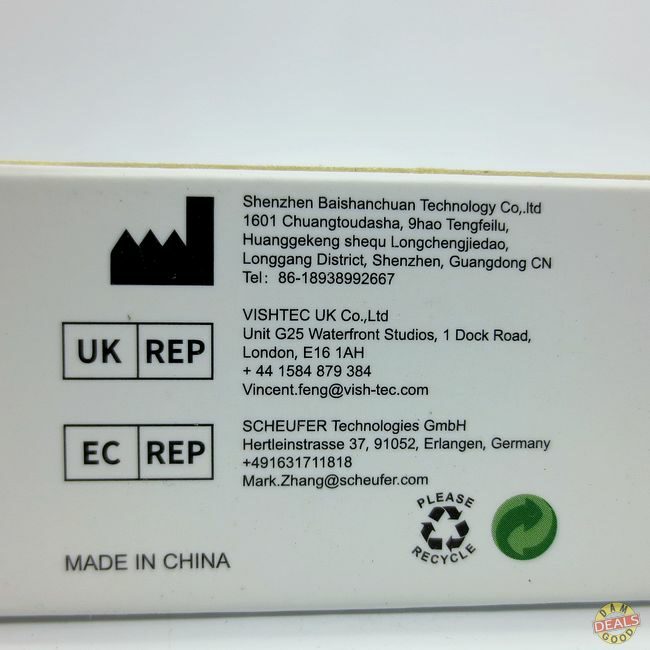 Shenzhen Baishanchuan Technology Co,.ltd
1601 Chuangtoudasha, 9hao Tengfeilu,
Huanggekeng shequ Longchengjiedao,
Longgang District, Shenzhen, Guangdong CN
Tel: 86-18938992667
UK REP
VISHTEC UK Co.,Ltd
Unit G25 Waterfront Studios, 1 Dock Road,
London, E16 1AH
+ 44 1584 879 384
Vincent.feng@vish-tec.com
EC REP
SCHEUFER Technologies GmbH
Hertleinstrasse 37, 91052, Erlangen, Germany
+491631711818
Mark.Zhang@scheufer.com
PLEASE
RECYCLE
MADE IN CHINA
DAM
DEALS
GOOD